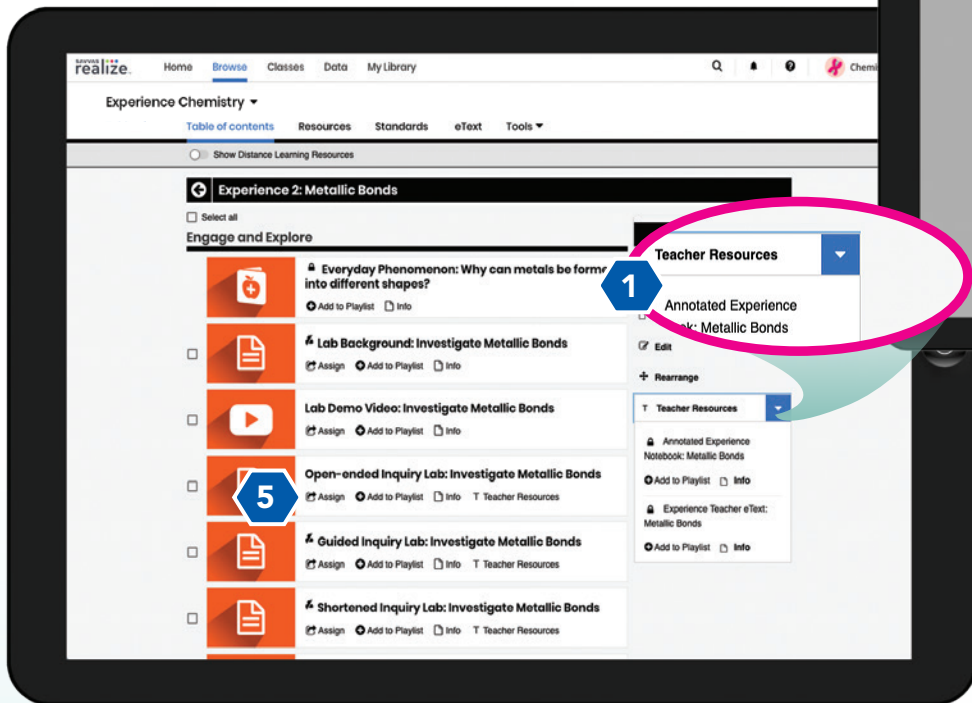 SAVVAS
realize.
Home Browse Classes Data My Library
Experience Chemistry
Table of contents Resources Standards eText Tools
Show Distance Learning Resources
Experience 2: Metallic Bonds
Select all
Engage and Explore
Everyday Phenomenon: Why can metals be
into different shapes?
Add to Playlist Info
Lab Background: Investigate Metallic Bonds
Assign Add to Playlist Info
Lab Demo Video: Investigate Metallic Bonds
Assign Add to Playlist Info
Open-ended Inquiry Lab: Investigate Metallic Bonds
5
Assign Add to Playlist Info T Teacher Resources
Guided Inquiry Lab: Investigate Metallic Bonds
Assign Add to Playlist Info T Teacher Resources
Shortened Inquiry Lab: Investigate Metallic Bonds
Assign Add to Playlist Info T Teacher Resources
Teacher Resources
1
Annotated Experience
Metallic Bonds
Edit
Rearrange
T Teacher Resources
Annotated Experience
Notebook: Metallic Bonds
Add to Playlist Info
Experience Teacher eText:
Metallic Bonds
Add to Playlist Info